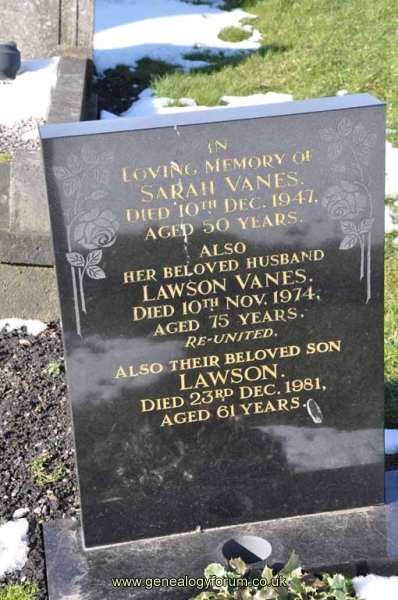 IN
LOVING MEMORY OF
SARAH VANES.
DIED 10TH DEC. 1947,
AGED 50 YEARS.
ALSO
HER BELOVED HUSBAND
LAWSON VANES.
DIED 10TH NOV. 1974,
AGED 75 YEARS.
RE-UNITED.
ALSO THEIR BELOVED SON
LAWSON.
DIED 23RD DEC. 1981,
AGED 61 YEARS.
www.genealogyforum.co.uk